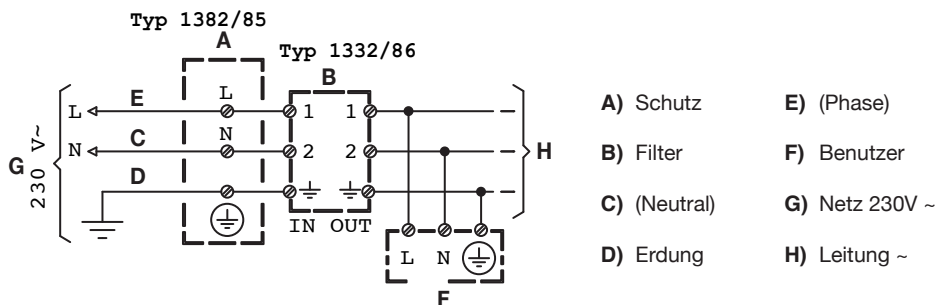 Typ 1382/85
A
Typ 1332/86
B
E
L
L
1
1
C
N
N
2
2
H
G
230 V~
D
IN OUT
L
N
F
A) Schutz
B) Filter
C) (Neutral)
D) Erdung
E) (Phase)
F) Benutzer
G) Netz 230V ~
H) Leitung ~